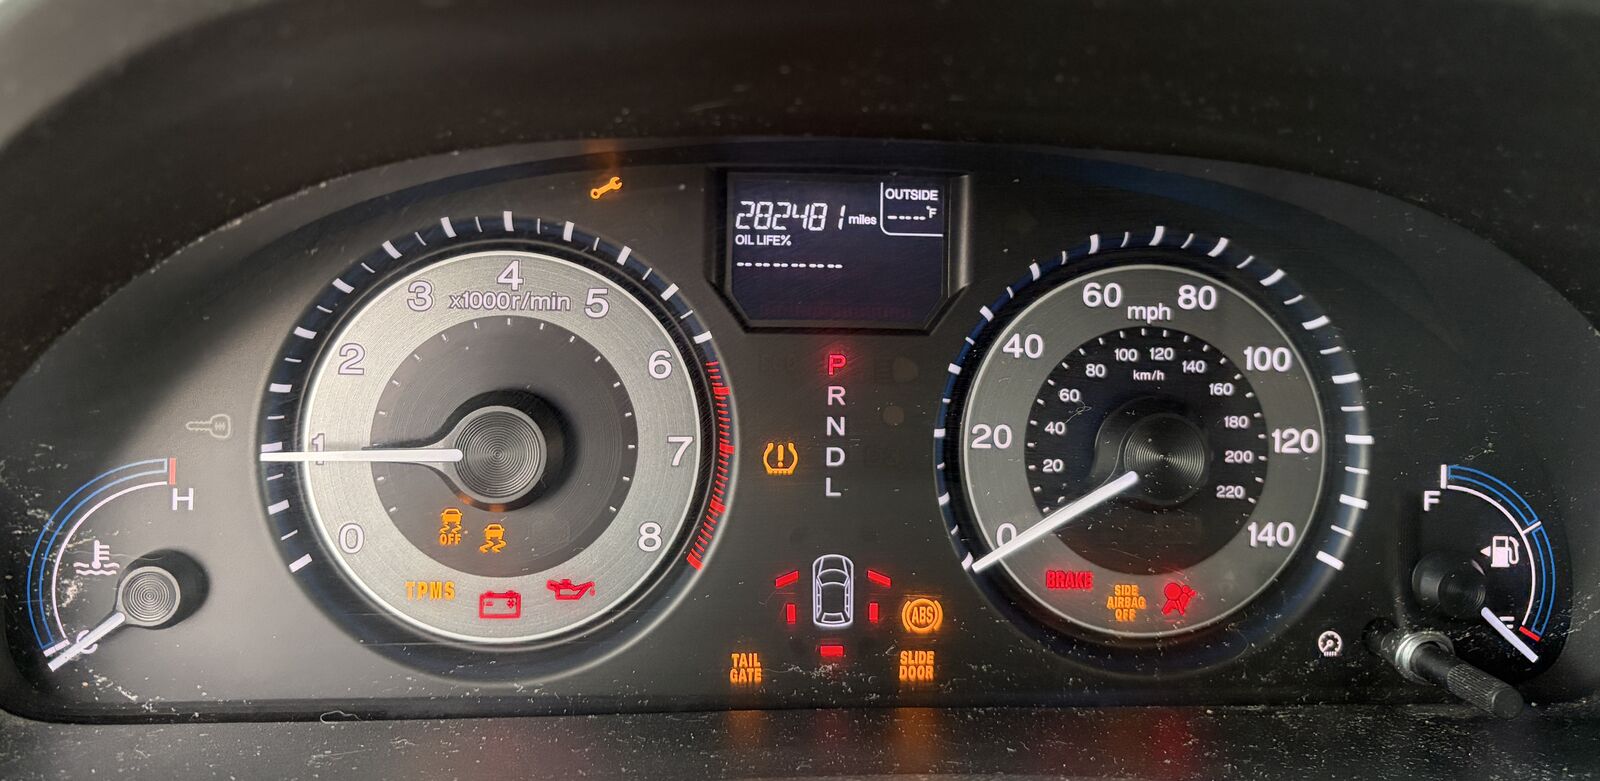 282481 miles
OUTSIDE
-----°F
OIL LIFE%
----------
0 1 2 3 4 5 6 7 8
x1000r/min
H
C
OFF
TPMS
P
R
N
D
L
TAIL
GATE
ABS
SLIDE
DOOR
0 20 40 60 80 100 120 140
mph
20 40 60 80 100 120 140 160 180 200 220
km/h
BRAKE
SIDE
AIRBAG
OFF
F
E